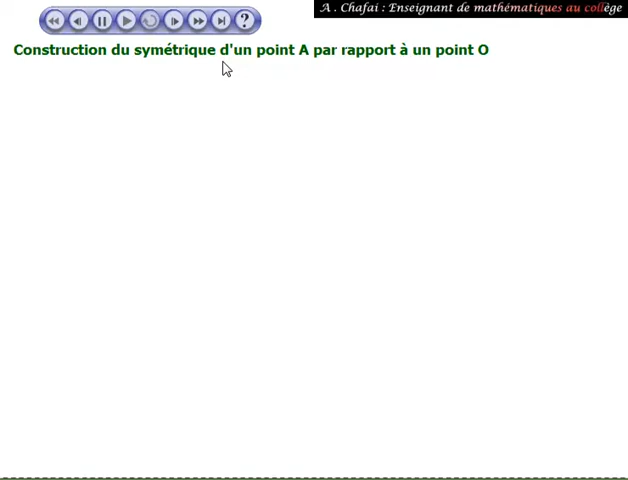 ?
A . Chafai : Enseignant de mathématiques au collège
Construction du symétrique d'un point A par rapport à un point O